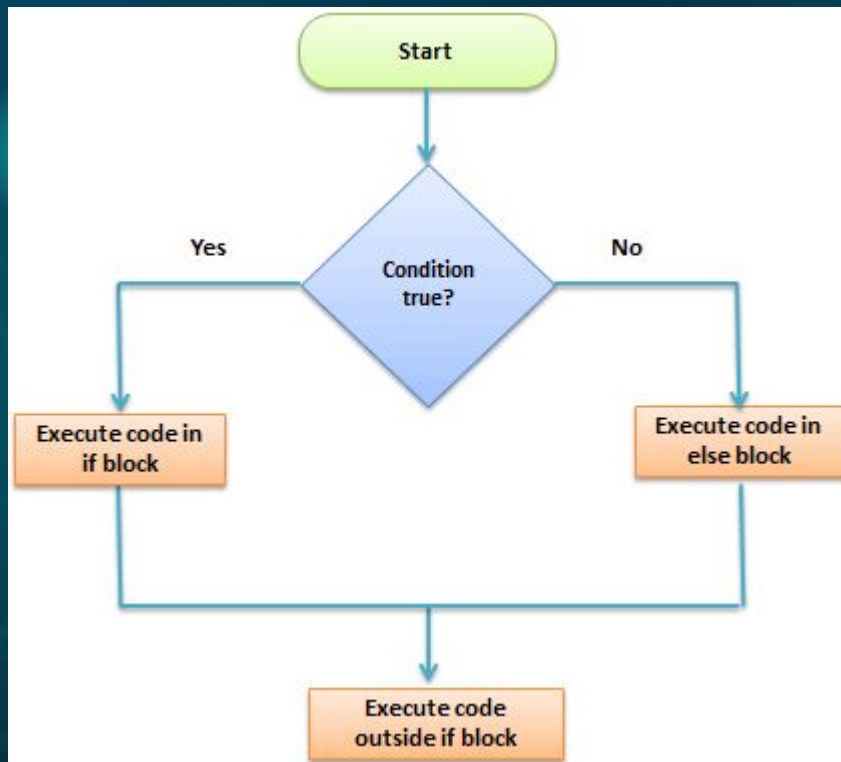 Start
Yes
No
Condition
true?
Execute code in
if block
Execute code in
else block
Execute code
outside if block